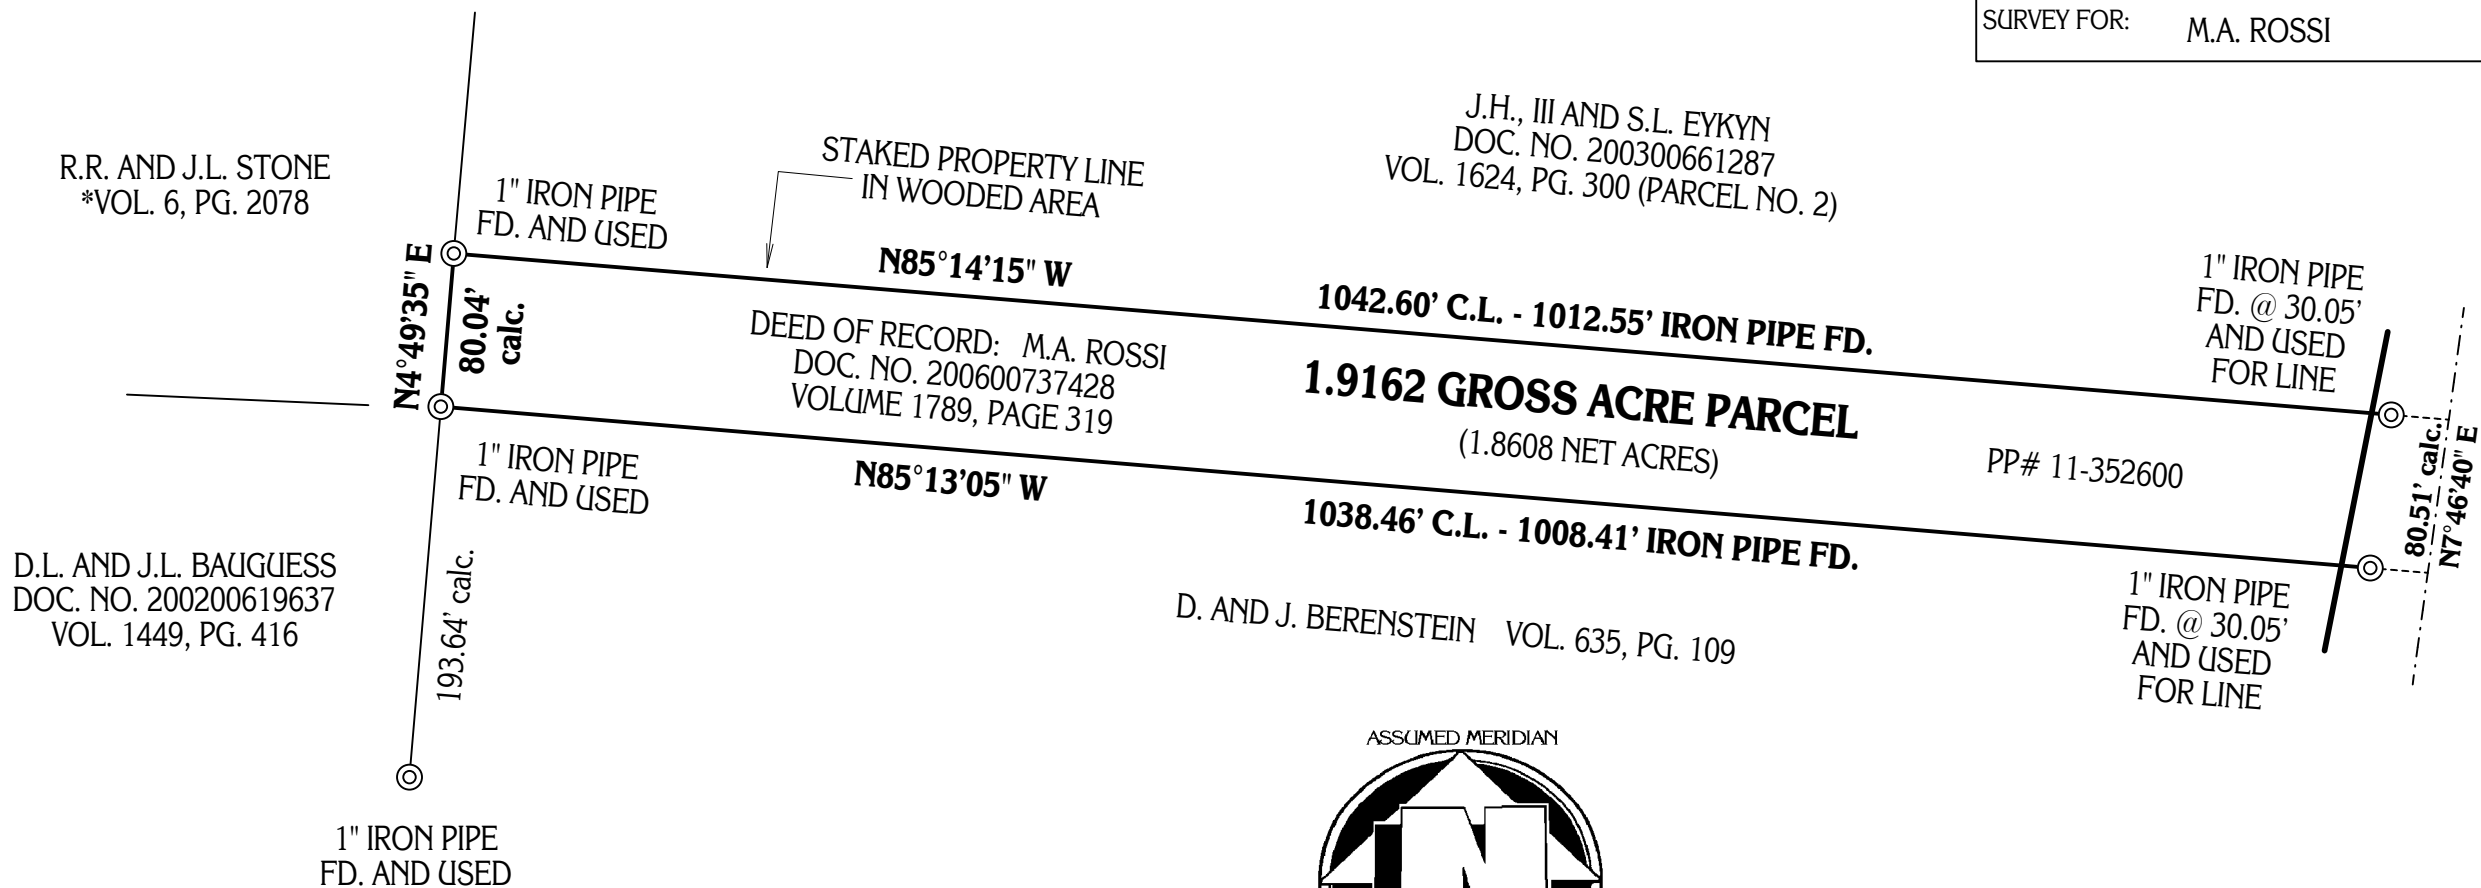 SURVEY FOR: M.A. ROSSI
J.H., III AND S.L. EYKYN
DOC. NO. 200300661287
VOL. 1624, PG. 300 (PARCEL NO. 2)
R.R. AND J.L. STONE
*VOL. 6, PG. 2078
1" IRON PIPE
FD. AND USED
STAKED PROPERTY LINE
IN WOODED AREA
N85°14'15" W
1042.60' C.L. - 1012.55' IRON PIPE FD.
1" IRON PIPE
FD. @ 30.05'
AND USED
FOR LINE
N4°49'35" E
80.04'
calc.
DEED OF RECORD: M.A. ROSSI
DOC. NO. 200600737428
VOLUME 1789, PAGE 319
1.9162 GROSS ACRE PARCEL
(1.8608 NET ACRES)
PP# 11-352600
80.51' calc.
N7°46'40" E
1" IRON PIPE
FD. AND USED
N85°13'05" W
1038.46' C.L. - 1008.41' IRON PIPE FD.
1" IRON PIPE
FD. @ 30.05'
AND USED
FOR LINE
D.L. AND J.L. BAUGUESS
DOC. NO. 200200619637
VOL. 1449, PG. 416
193.64' calc.
D. AND J. BERENSTEIN VOL. 635, PG. 109
1" IRON PIPE
FD. AND USED
ASSUMED MERIDIAN
N